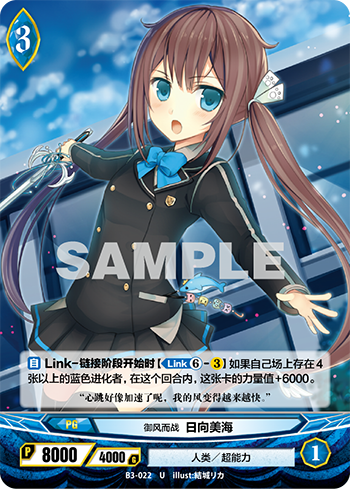 3
SAMPLE
自 Link-链接阶段开始时【Link 6 - 3】如果自己场上存在4
张以上的蓝色进化者，在这个回合内，这张卡的力量值+6000。
“心跳好像加速了呢，我的风变得越来越快。”
PG
御风而战 日向美海
P 8000 / 4000 G
人类／超能力
1
B3-022 U illust:結城リカ